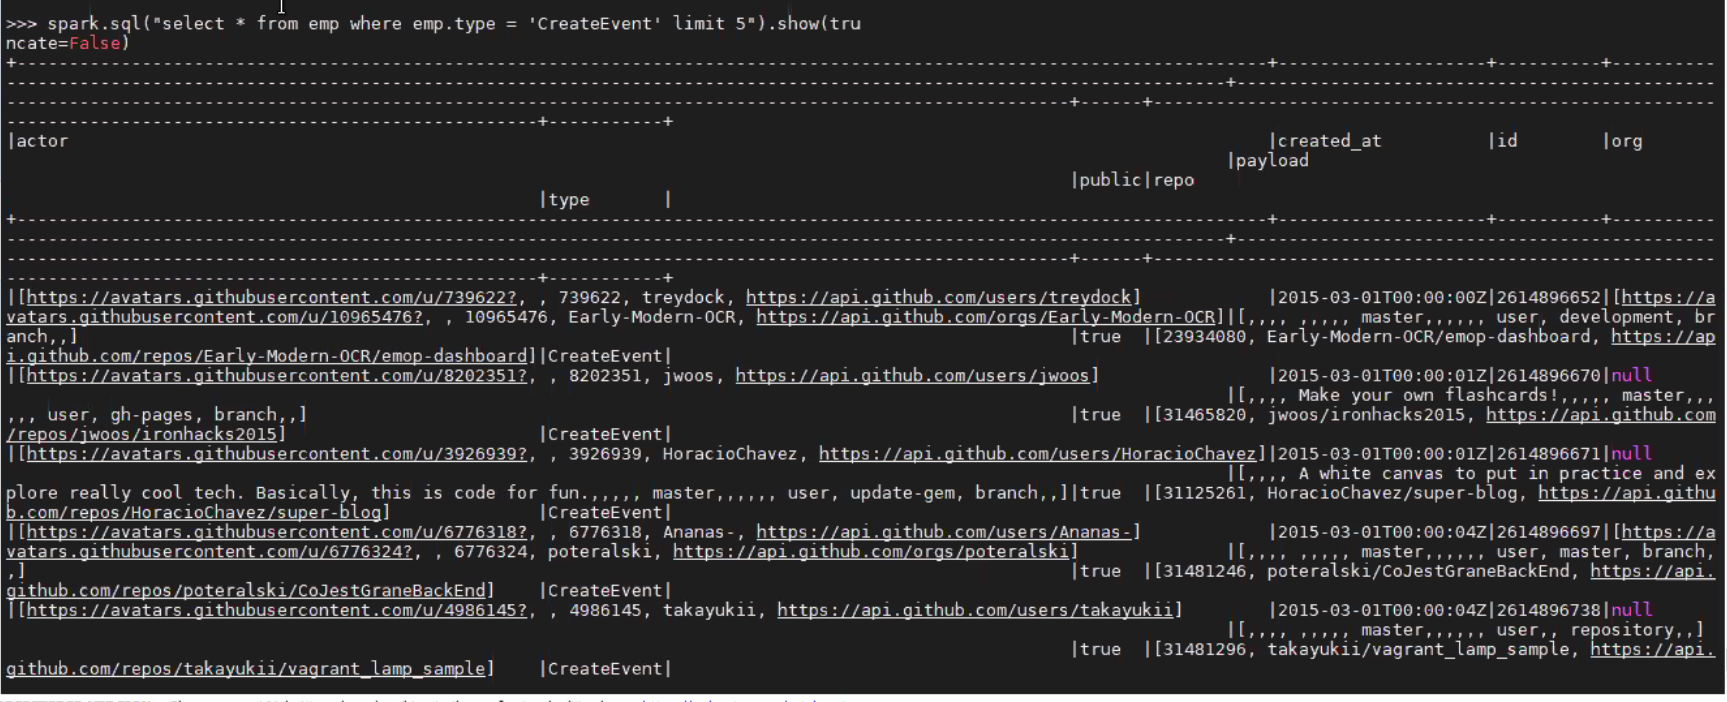 >>> spark.sql("select * from emp where emp.type = 'CreateEvent' limit 5").show(tru
ncate=False)
|actor |created_at |id |org
|payload
|public|repo
|type |
|[https://avatars.githubusercontent.com/u/739622?, , 739622, treydock, https://api.github.com/users/treydock] |2015-03-01T00:00:00Z|2614896652|[https://a
vatars.githubusercontent.com/u/10965476?, , 10965476, Early-Modern-OCR, https://api.github.com/orgs/Early-Modern-OCR]|[,,,, ,,,,, master,,,,,, user, development, br
anch,,] |true |[23934080, Early-Modern-OCR/emop-dashboard, https://ap
i.github.com/repos/Early-Modern-OCR/emop-dashboard]|CreateEvent|
|[https://avatars.githubusercontent.com/u/8202351?, , 8202351, jwoos, https://api.github.com/users/jwoos] |2015-03-01T00:00:01Z|2614896670|null
|[,,,, Make your own flashcards!,,,,, master,,,
,,, user, gh-pages, branch,,] |true |[31465820, jwoos/ironhacks2015, https://api.github.com
/repos/jwoos/ironhacks2015] |CreateEvent|
|[https://avatars.githubusercontent.com/u/3926939?, , 3926939, HoracioChavez, https://api.github.com/users/HoracioChavez]|2015-03-01T00:00:01Z|2614896671|null
|[,,,, A white canvas to put in practice and ex
plore really cool tech. Basically, this is code for fun.,,,,, master,,,,,, user, update-gem, branch,,]|true |[31125261, HoracioChavez/super-blog, https://api.githu
b.com/repos/HoracioChavez/super-blog] |CreateEvent|
|[https://avatars.githubusercontent.com/u/6776318?, , 6776318, Ananas-, https://api.github.com/users/Ananas-] |2015-03-01T00:00:04Z|2614896697|[https://a
vatars.githubusercontent.com/u/6776324?, , 6776324, poteralski, https://api.github.com/orgs/poteralski] |[,,,, ,,,,, master,,,,,, user, master, branch,
,] |true |[31481246, poteralski/CoJestGraneBackEnd, https://api.
github.com/repos/poteralski/CoJestGraneBackEnd] |CreateEvent|
|[https://avatars.githubusercontent.com/u/4986145?, , 4986145, takayukii, https://api.github.com/users/takayukii] |2015-03-01T00:00:04Z|2614896738|null
|[,,,, ,,,,, master,,,,,, user,, repository,,]
|true |[31481296, takayukii/vagrant_lamp_sample, https://api.
github.com/repos/takayukii/vagrant_lamp_sample] |CreateEvent|